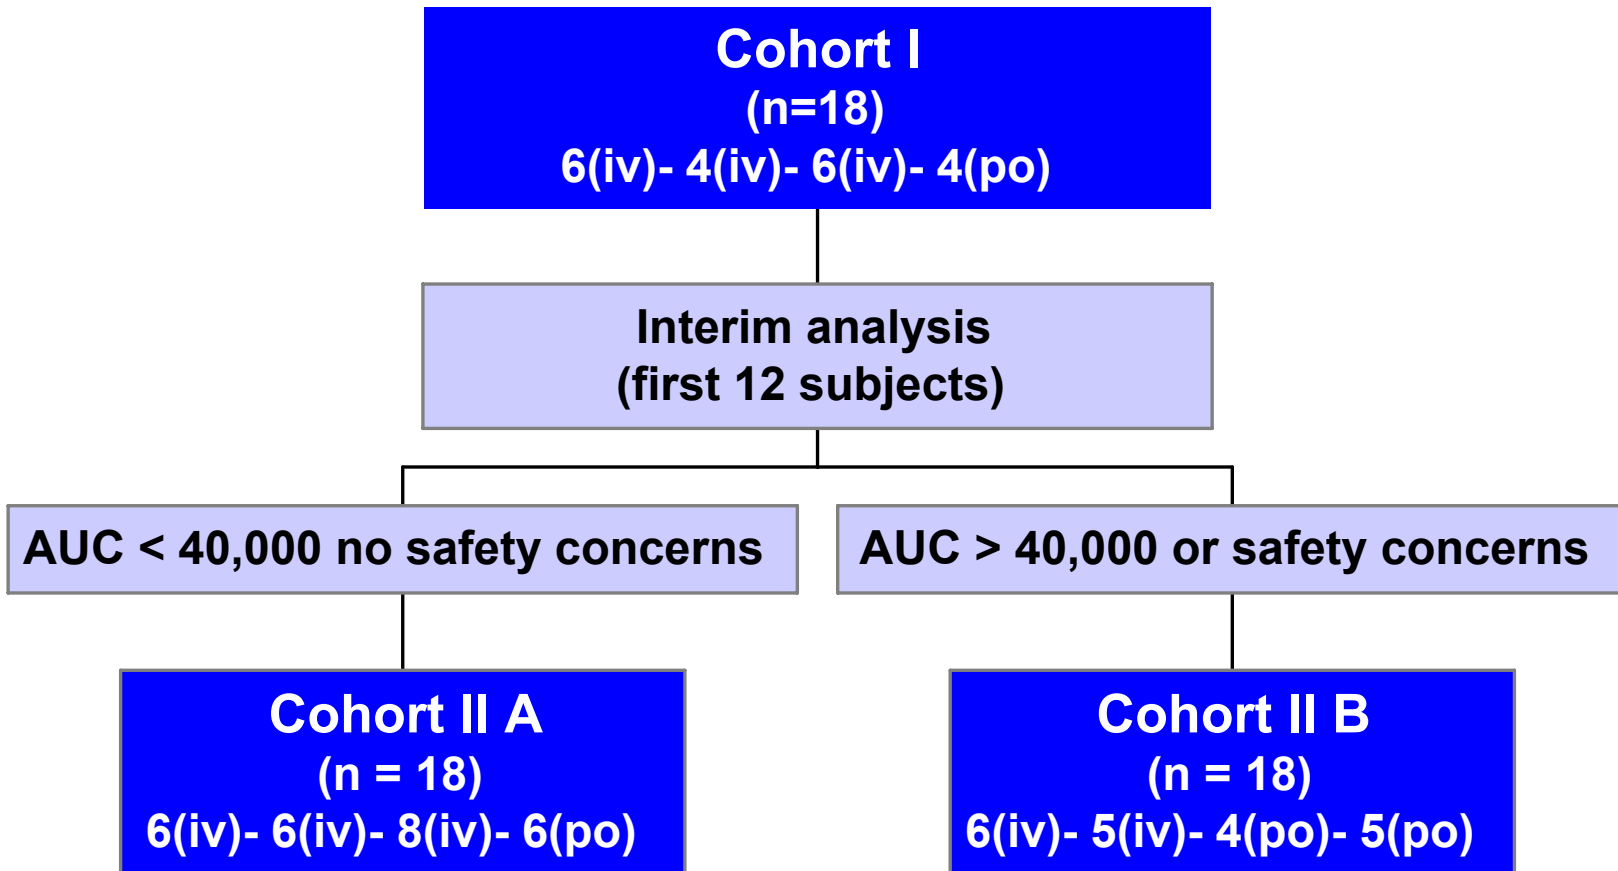 Cohort I
(n=18)
6(iv)- 4(iv)- 6(iv)- 4(po)
Interim analysis
(first 12 subjects)
AUC < 40,000 no safety concerns
AUC > 40,000 or safety concerns
Cohort II A
(n = 18)
6(iv)- 6(iv)- 8(iv)- 6(po)
Cohort II B
(n = 18)
6(iv)- 5(iv)- 4(po)- 5(po)